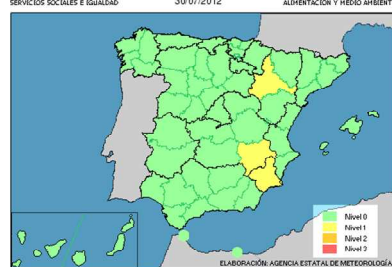 SERVICIOS SOCIALES E IGUALDAD
30/07/2012
ALIMENTACIÓN Y MEDIO AMBIENTE
Nivel 0
Nivel 1
Nivel 2
Nivel 3
ELABORACIÓN: AGENCIA ESTATAL DE METEOROLOGÍA